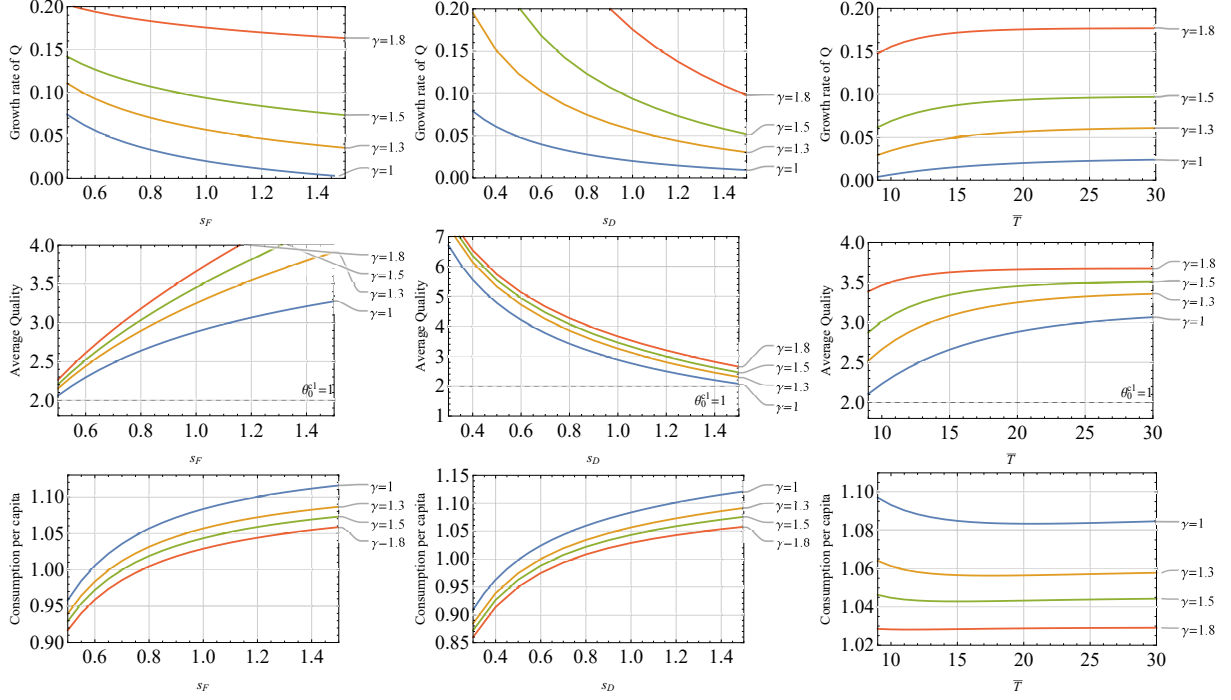 Growth rate of Q
0.20
0.15
0.10
0.05
0.00
0.6 0.8 1.0 1.2 1.4
s_F
γ=1.8
γ=1.5
γ=1.3
γ=1
Growth rate of Q
0.20
0.15
0.10
0.05
0.00
0.4 0.6 0.8 1.0 1.2 1.4
s_D
γ=1.8
γ=1.5
γ=1.3
γ=1
Growth rate of Q
0.20
0.15
0.10
0.05
0.00
10 15 20 25 30
T̅
γ=1.8
γ=1.5
γ=1.3
γ=1
Average Quality
4.0
3.5
3.0
2.5
2.0
0.6 0.8 1.0 1.2 1.4
s_F
γ=1.8
γ=1.5
γ=1.3
γ=1
θ₀^{c1}=1
Average Quality
7
6
5
4
3
2
1
0.4 0.6 0.8 1.0 1.2 1.4
s_D
γ=1.8
γ=1.5
γ=1.3
γ=1
θ₀^{c1}=1
Average Quality
4.0
3.5
3.0
2.5
2.0
10 15 20 25 30
T̅
γ=1.8
γ=1.5
γ=1.3
γ=1
θ₀^{c1}=1
Consumption per capita
1.10
1.05
1.00
0.95
0.90
0.6 0.8 1.0 1.2 1.4
s_F
γ=1
γ=1.3
γ=1.5
γ−1.8
Consumption per capita
1.15
1.10
1.05
1.00
0.95
0.90
0.85
0.4 0.6 0.8 1.0 1.2 1.4
s_D
γ=1
γ=1.3
γ=1.5
γ=1.8
Consumption per capita
1.10
1.08
1.06
1.04
1.02
10 15 20 25 30
T̅
γ=1
γ=1.3
γ=1.5
γ=1.8